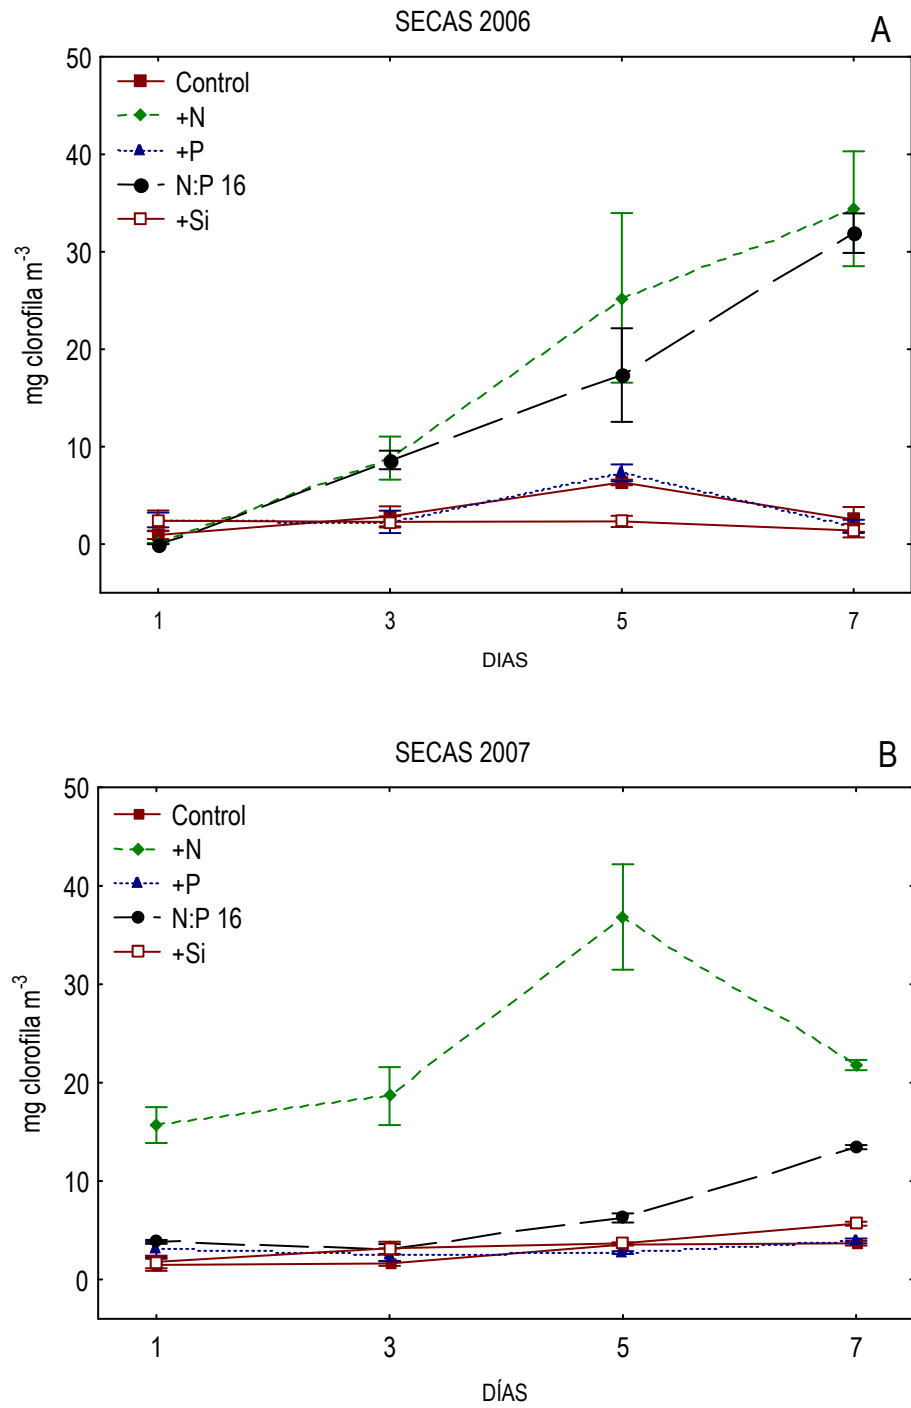 SECAS 2006
A
50
40
30
20
10
0
mg clorofila m-3
Control
+N
+P
N:P 16
+Si
1 3 5 7
DIAS
SECAS 2007
B
50
40
30
20
10
0
mg clorofila m-3
Control
+N
+P
N:P 16
+Si
1 3 5 7
DÍAS